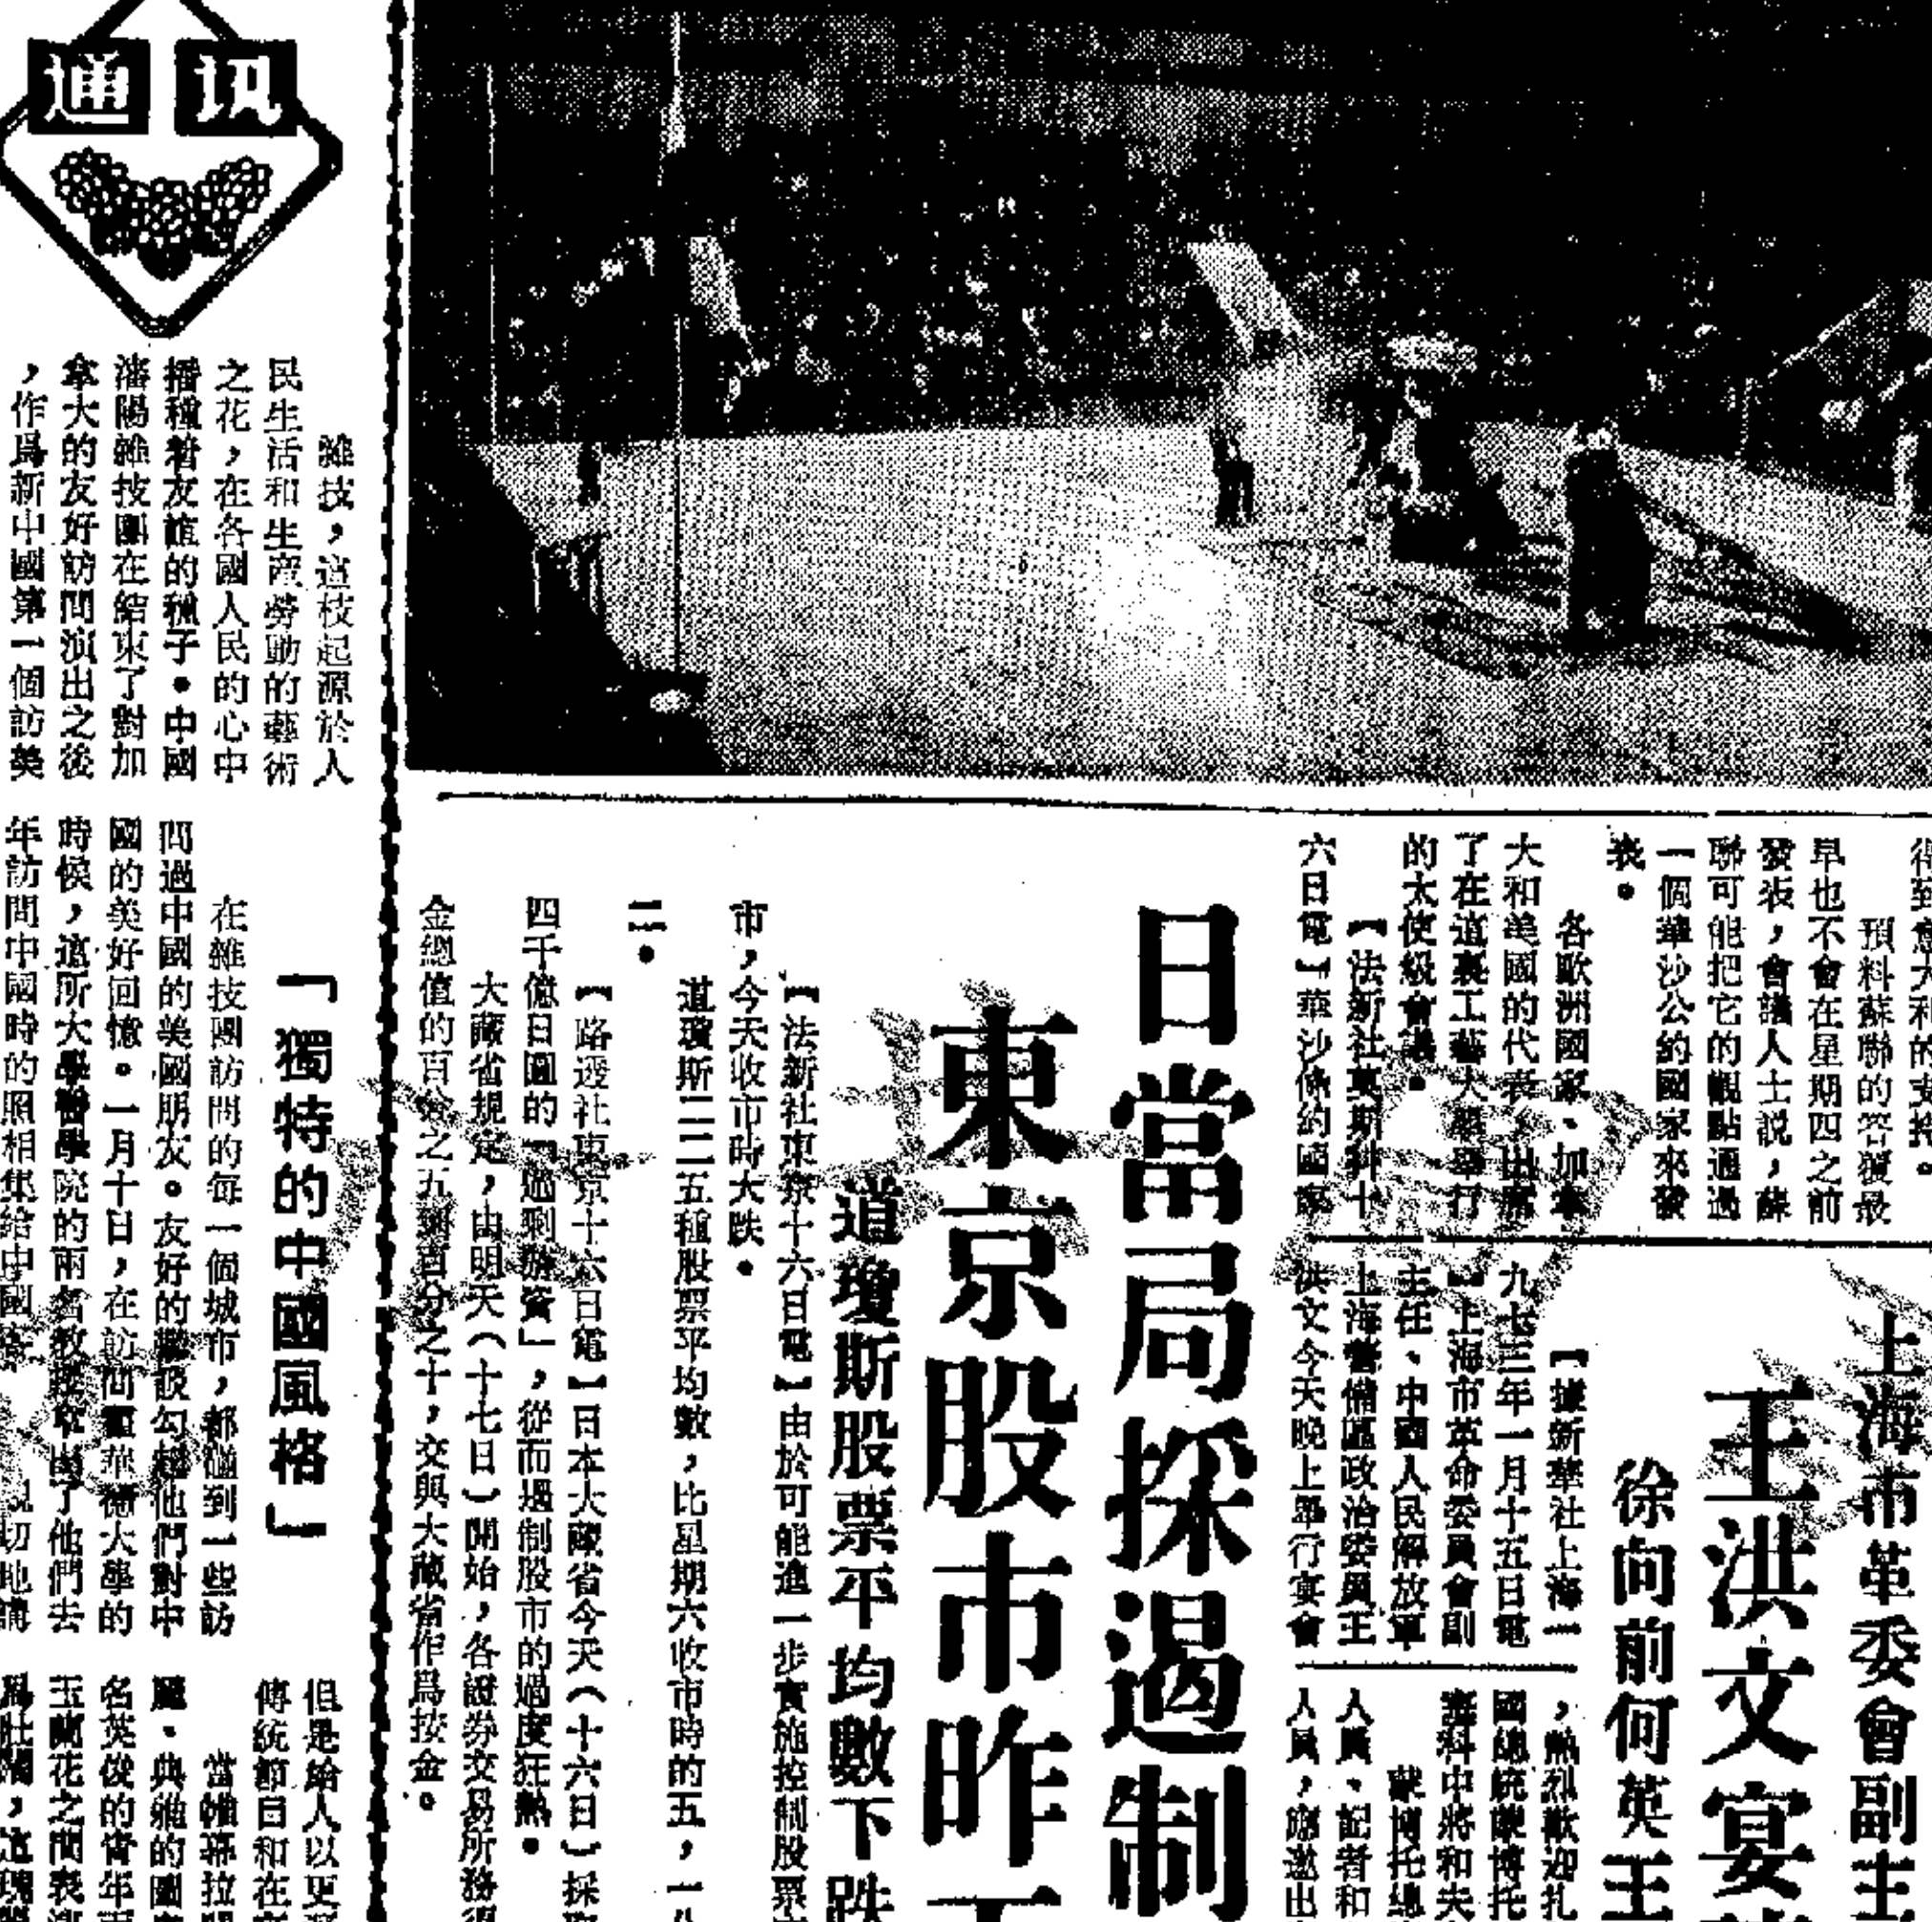 通讯
雜技，這枝起源於人
民生活和生產勞動的藝術
之花，在各國人民的心中
播種着友誼的種子。中國
瀋陽雜技團在結束了對加
拿大的友好訪問演出之後
，作爲新中國第一個訪美
「獨特的中國風格」
在雜技團訪問的每一個城市，都碰到一些訪
問過中國的美國朋友。友好的
他們對中
國的美好回憶。一月十日，在訪問
大學的
時候，這所大學醫學院的兩名教授
了他們去
年訪問中國時的照相集給中國
切地講
但是給人以更
傳統節日和在
當帷幕拉開
麗、典雅的
名英俊的青年
玉蘭花之間表
得到意大利的支持。
預料蘇聯的答覆最
早也不會在星期四之前
發表，會議人士説，蘇
聯可能把它的觀點通過
一個華沙公約國家來發
表。
各歐洲國家、加拿
大和美國的代表，出席
了在這裏工藝大學舉行
的大使級會議。
【法新社莫斯科十
六日電】華沙條約國家
日當局採遏制
東京股市昨
道瓊斯股票平均數下跌
【法新社東京十六日電】由於可能進一步實施控制股票
市，今天收市時大跌。
道瓊斯二二五種股票平均數，比星期六收市時的五，一
二。
【路透社東京十六日電】日本大藏省今天（十六日）採取
四千億日圓的「過剩游資」，從而遏制股市的過度狂熱。
大藏省規定，由明天（十七日）開始，各證券交易所務
金總值的百分之五增至百分之十，交與大藏省作爲按金。
上海市革委會副主
王洪文宴
徐向前何英王
【據新華社上海一
九七三年一月十五日電
】上海市革命委員會副
主任、中國人民解放軍
上海警備區政治委員王
洪文今天晚上舉行宴會
，熱烈歡迎扎
國總統蒙博托
塞科中將和夫
蒙博托總
人員、記者和
人員，應邀出